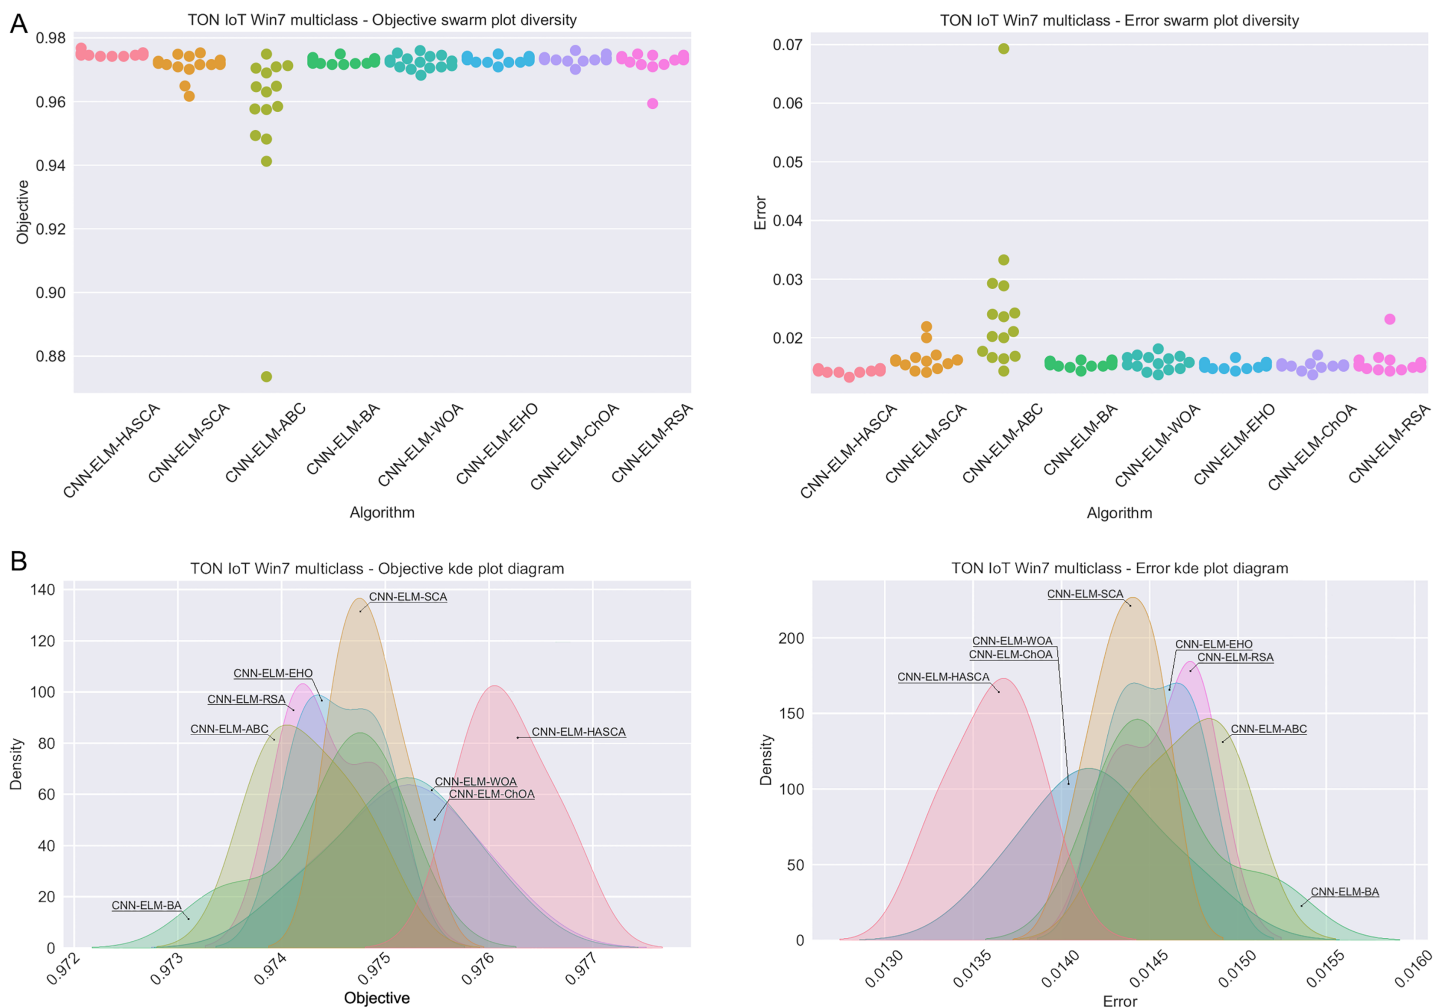 A
TON IoT Win7 multiclass - Objective swarm plot diversity
0.98
0.96
0.94
0.92
0.90
0.88
Objective
CNN-ELM-HASCA
CNN-ELM-SCA
CNN-ELM-ABC
CNN-ELM-BA
CNN-ELM-WOA
CNN-ELM-EHO
CNN-ELM-ChOA
CNN-ELM-RSA
Algorithm
TON IoT Win7 multiclass - Error swarm plot diversity
0.07
0.06
0.05
0.04
0.03
0.02
Error
CNN-ELM-HASCA
CNN-ELM-SCA
CNN-ELM-ABC
CNN-ELM-BA
CNN-ELM-WOA
CNN-ELM-EHO
CNN-ELM-ChOA
CNN-ELM-RSA
Algorithm
B
TON IoT Win7 multiclass - Objective kde plot diagram
140
120
100
80
60
40
20
0
Density
CNN-ELM-SCA
CNN-ELM-EHO
CNN-ELM-RSA
CNN-ELM-ABC
CNN-ELM-HASCA
CNN-ELM-WOA
CNN-ELM-ChOA
CNN-ELM-BA
0.972
0.973
0.974
0.975
0.976
0.977
Objective
TON IoT Win7 multiclass - Error kde plot diagram
200
150
100
50
0
Density
CNN-ELM-SCA
CNN-ELM-WOA
CNN-ELM-EHO
CNN-ELM-ChOA
CNN-ELM-RSA
CNN-ELM-HASCA
CNN-ELM-ABC
CNN-ELM-BA
0.0130
0.0135
0.0140
0.0145
0.0150
0.0155
0.0160
Error